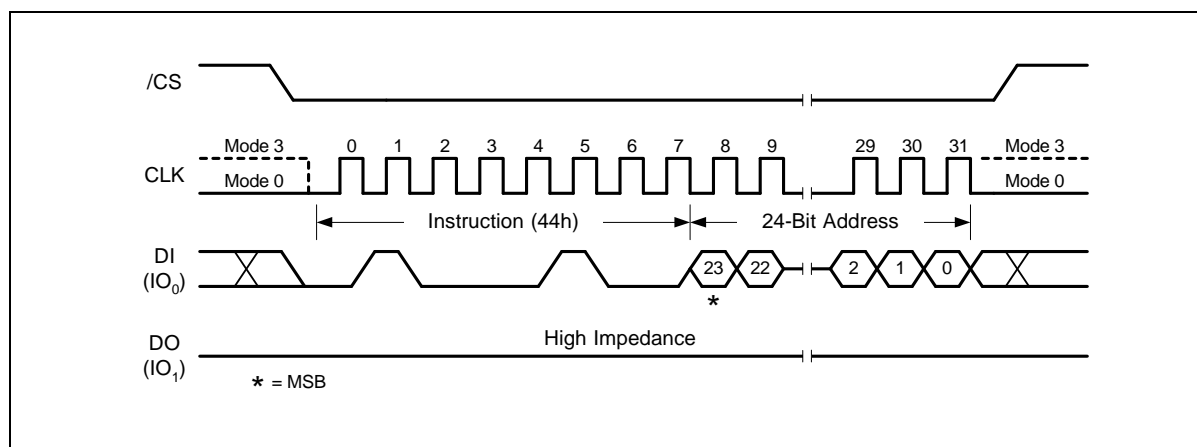 /CS
Mode 3 0 1 2 3 4 5 6 7 8 9 29 30 31 Mode 3
CLK
Mode 0 Mode 0
Instruction (44h) 24-Bit Address
DI
(IO₀)
23 22 2 1 0
*
DO
(IO₁)
High Impedance
* = MSB